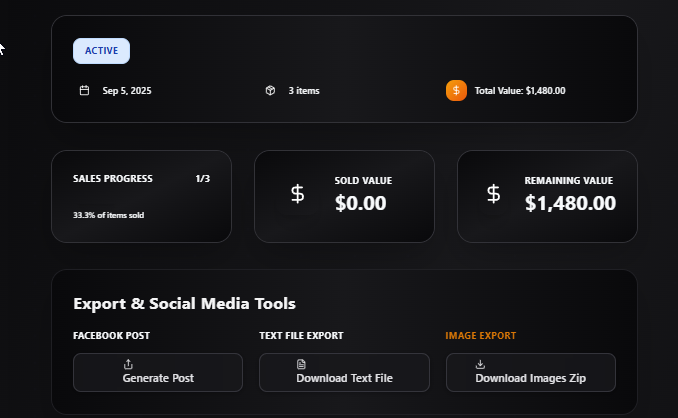 ACTIVE
Sep 5, 2025
3 items
$ Total Value: $1,480.00
SALES PROGRESS 1/3
33.3% of items sold
$ SOLD VALUE
$0.00
$ REMAINING VALUE
$1,480.00
Export & Social Media Tools
FACEBOOK POST
Generate Post
TEXT FILE EXPORT
Download Text File
IMAGE EXPORT
Download Images Zip